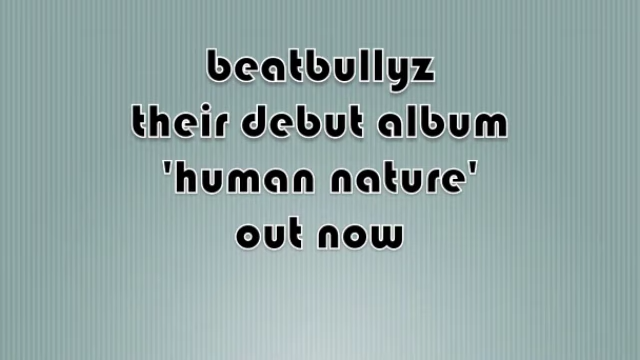 beatbullyz
their debut album
'human nature'
out now